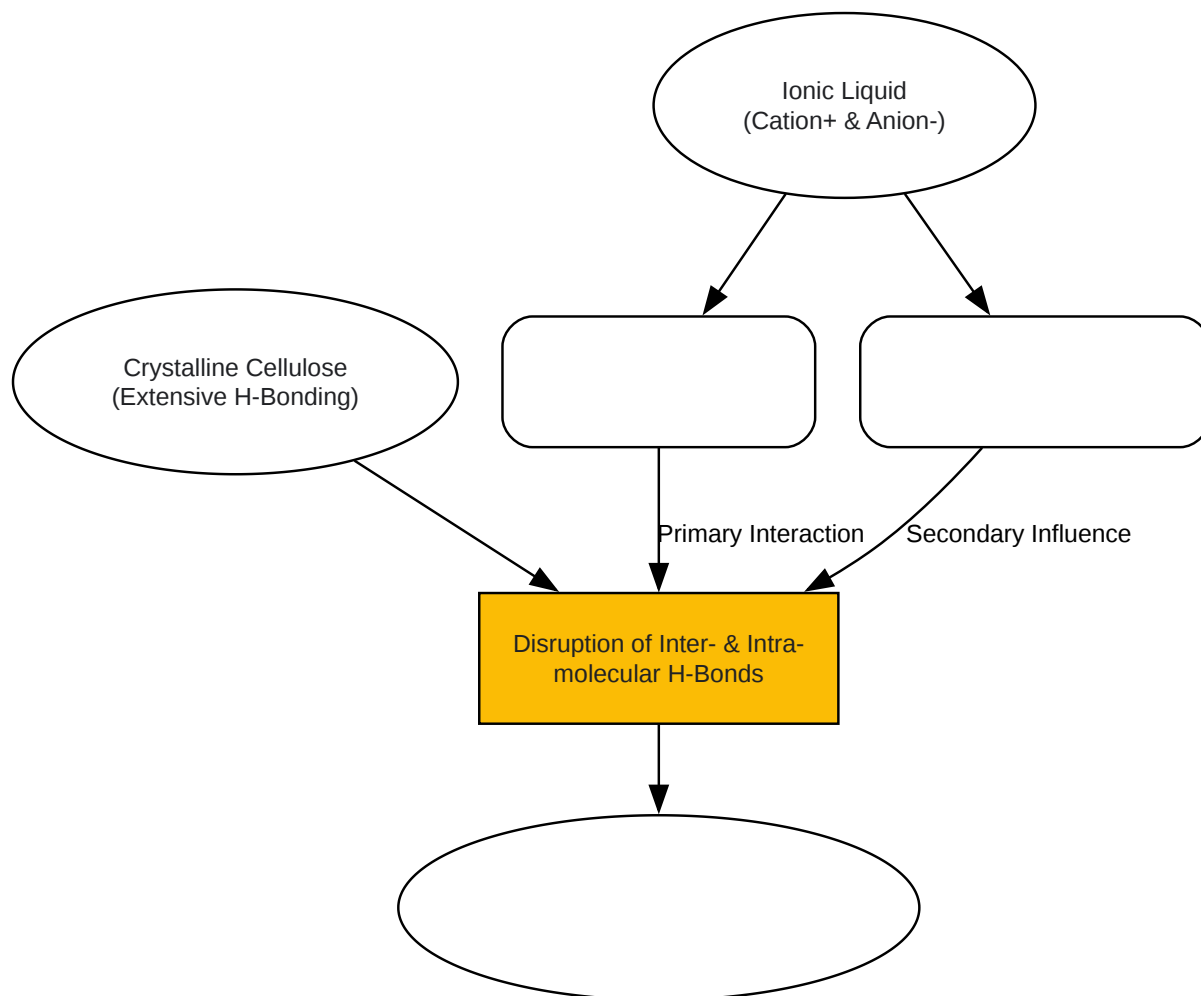 Ionic Liquid
(Cation+ & Anion-)
Crystalline Cellulose
(Extensive H-Bonding)
Primary Interaction
Secondary Influence
Disruption of Inter- & Intra-
molecular H-Bonds